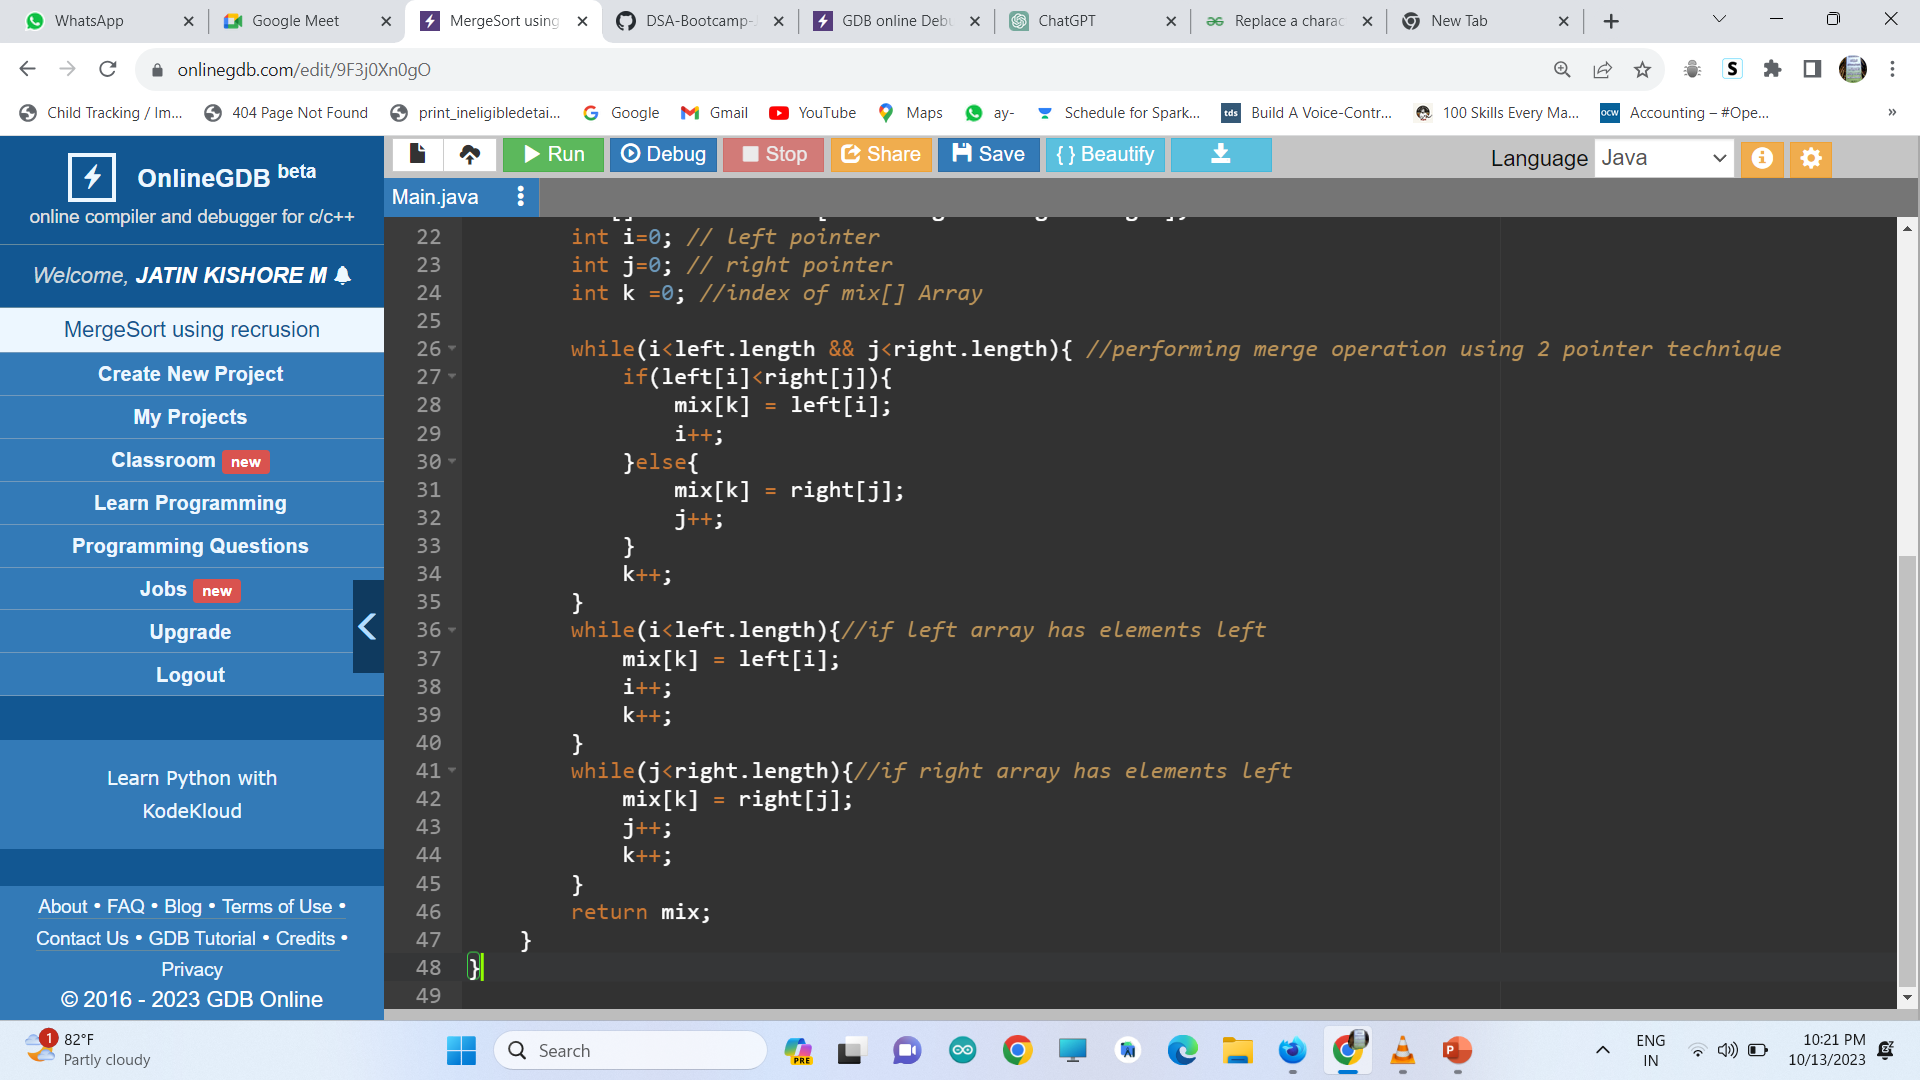 WhatsApp
Google Meet
MergeSort using
DSA-Bootcamp-
GDB online Debu
ChatGPT
Replace a charac
New Tab
onlinegdb.com/edit/9F3j0Xn0gO
Child Tracking / Im...
404 Page Not Found
print_ineligibledetai...
Google
Gmail
YouTube
Maps
ay-
Schedule for Spark...
Build A Voice-Contr...
100 Skills Every Ma...
Accounting – #Ope...
»
OnlineGDB beta
online compiler and debugger for c/c++
Welcome, JATIN KISHORE M
MergeSort using recrusion
Create New Project
My Projects
Classroom new
Learn Programming
Programming Questions
Jobs new
Upgrade
Logout
Learn Python with
KodeKloud
About • FAQ • Blog • Terms of Use •
Contact Us • GDB Tutorial • Credits •
Privacy
© 2016 - 2023 GDB Online
Run
Debug
Stop
Share
Save
{ } Beautify
Language Java
Main.java
22 int i=0; // left pointer
23 int j=0; // right pointer
24 int k =0; //index of mix[] Array
25
26 while(i<left.length && j<right.length){ //performing merge operation using 2 pointer technique
27 if(left[i]<right[j]){
28 mix[k] = left[i];
29 i++;
30 }else{
31 mix[k] = right[j];
32 j++;
33 }
34 k++;
35 }
36 while(i<left.length){//if left array has elements left
37 mix[k] = left[i];
38 i++;
39 k++;
40 }
41 while(j<right.length){//if right array has elements left
42 mix[k] = right[j];
43 j++;
44 k++;
45 }
46 return mix;
47 }
48 }
49
1
82°F
Partly cloudy
Search
PRE
ENG
IN
10:21 PM
10/13/2023